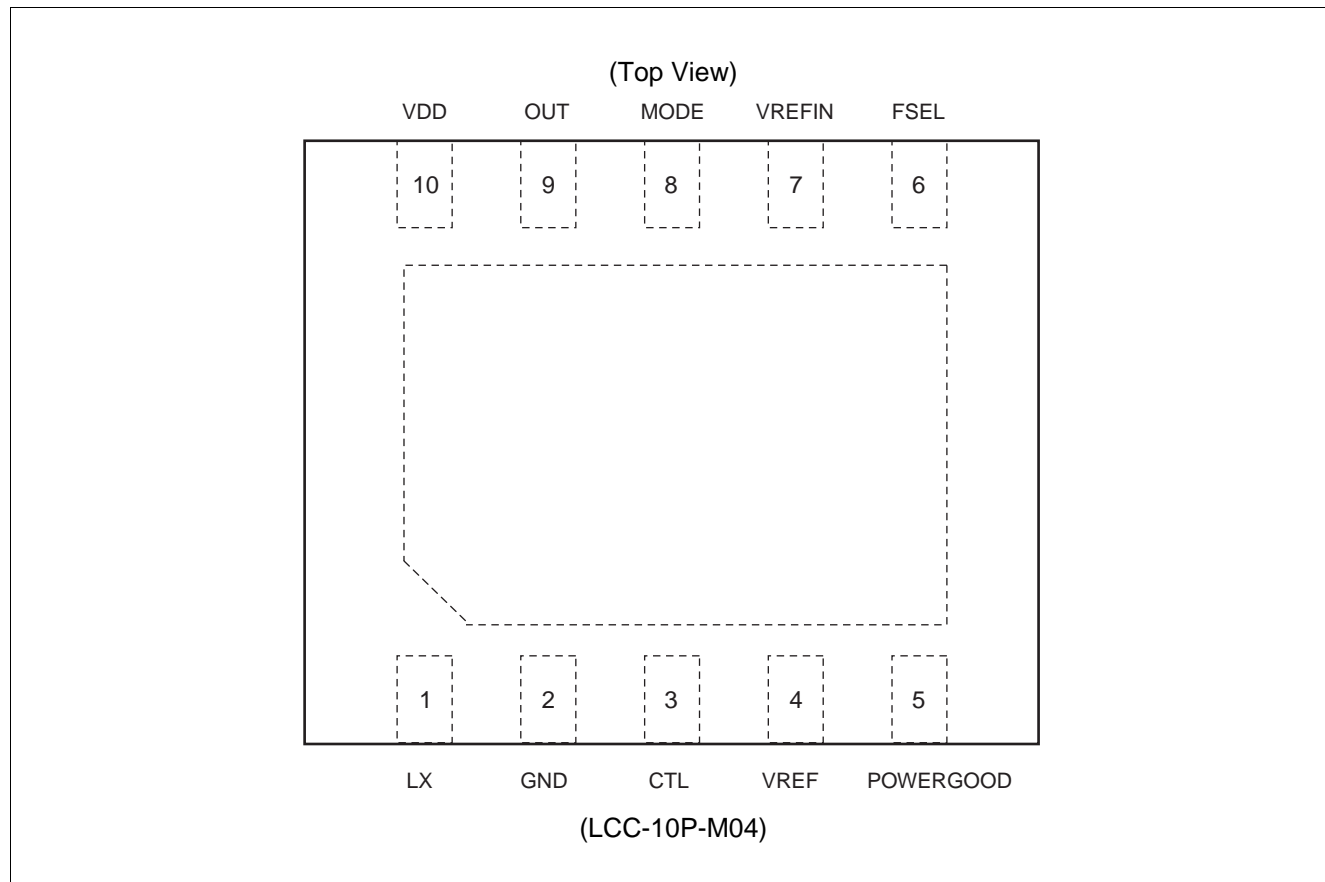 (Top View)
VDD OUT MODE VREFIN FSEL
10 9 8 7 6
1 2 3 4 5
LX GND CTL VREF POWERGOOD
(LCC-10P-M04)